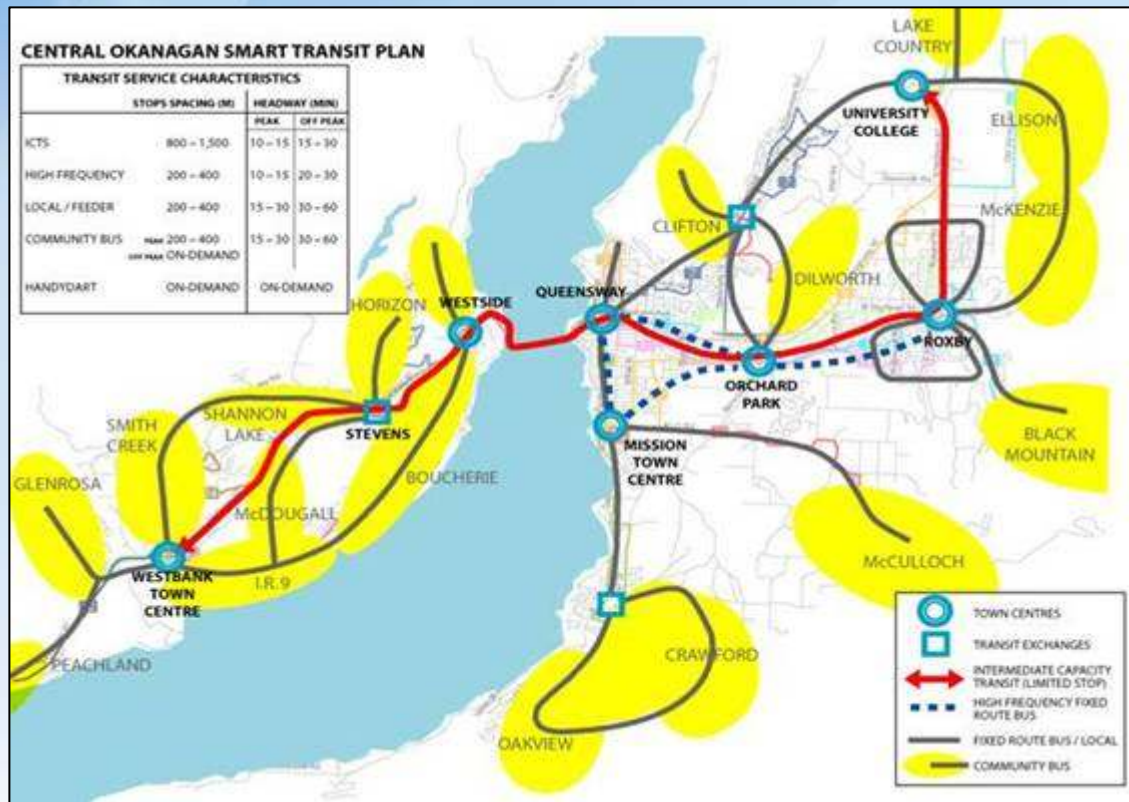 CENTRAL OKANAGAN SMART TRANSIT PLAN
TRANSIT SERVICE CHARACTERISTICS
STOPS SPACING (M) HEADWAY (MIN)
PEAK OFF PEAK
ICTS 800 – 1,500 10 – 15 15 – 30
HIGH FREQUENCY 200 – 400 10 – 15 20 – 30
LOCAL / FEEDER 200 – 400 15 – 30 30 – 60
COMMUNITY BUS PEAK 200 – 400 15 – 30 30 – 60
OFF PEAK ON-DEMAND
HANDYDART ON-DEMAND ON-DEMAND
LAKE
COUNTRY
UNIVERSITY
COLLEGE
ELLISON
McKENZIE
CLIFTON
DILWORTH
QUEENSWAY
WESTSIDE
HORIZON
ROXBY
ORCHARD
PARK
STEVENS
SHANNON
LAKE
SMITH
CREEK
MISSION
TOWN
CENTRE
BLACK
MOUNTAIN
GLENROSA
BOUCHERIE
McDOUGALL
McCULLOCH
WESTBANK
TOWN
CENTRE
I.R.9
PEACHLAND
CRAWFORD
OAKVIEW
TOWN CENTRES
TRANSIT EXCHANGES
INTERMEDIATE CAPACITY
TRANSIT (LIMITED STOP)
HIGH FREQUENCY FIXED
ROUTE BUS
FIXED ROUTE BUS / LOCAL
COMMUNITY BUS